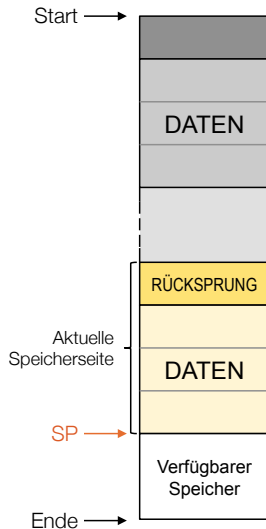 Start
DATEN
RÜCKSPRUNG
Aktuelle
Speicherseite
DATEN
SP
Verfügbarer
Speicher
Ende